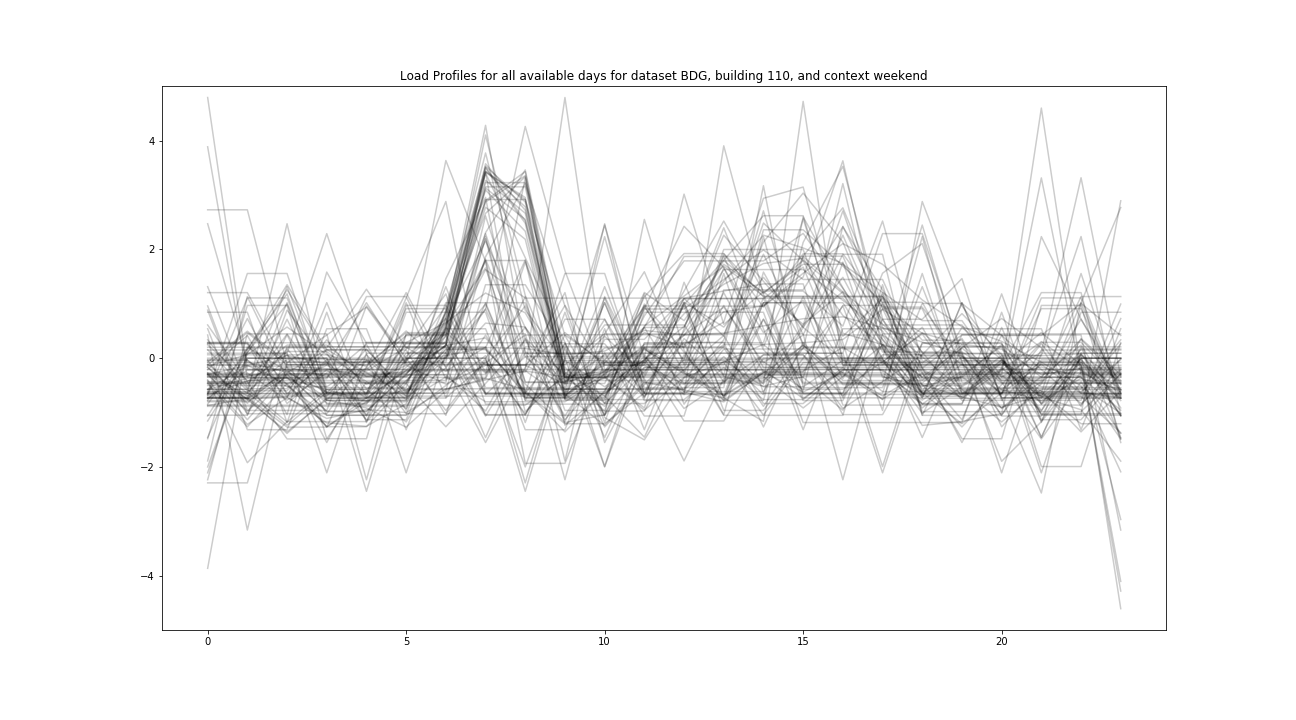 Load Profiles for all available days for dataset BDG, building 110, and context weekend
4
2
0
−2
−4
0 5 10 15 20